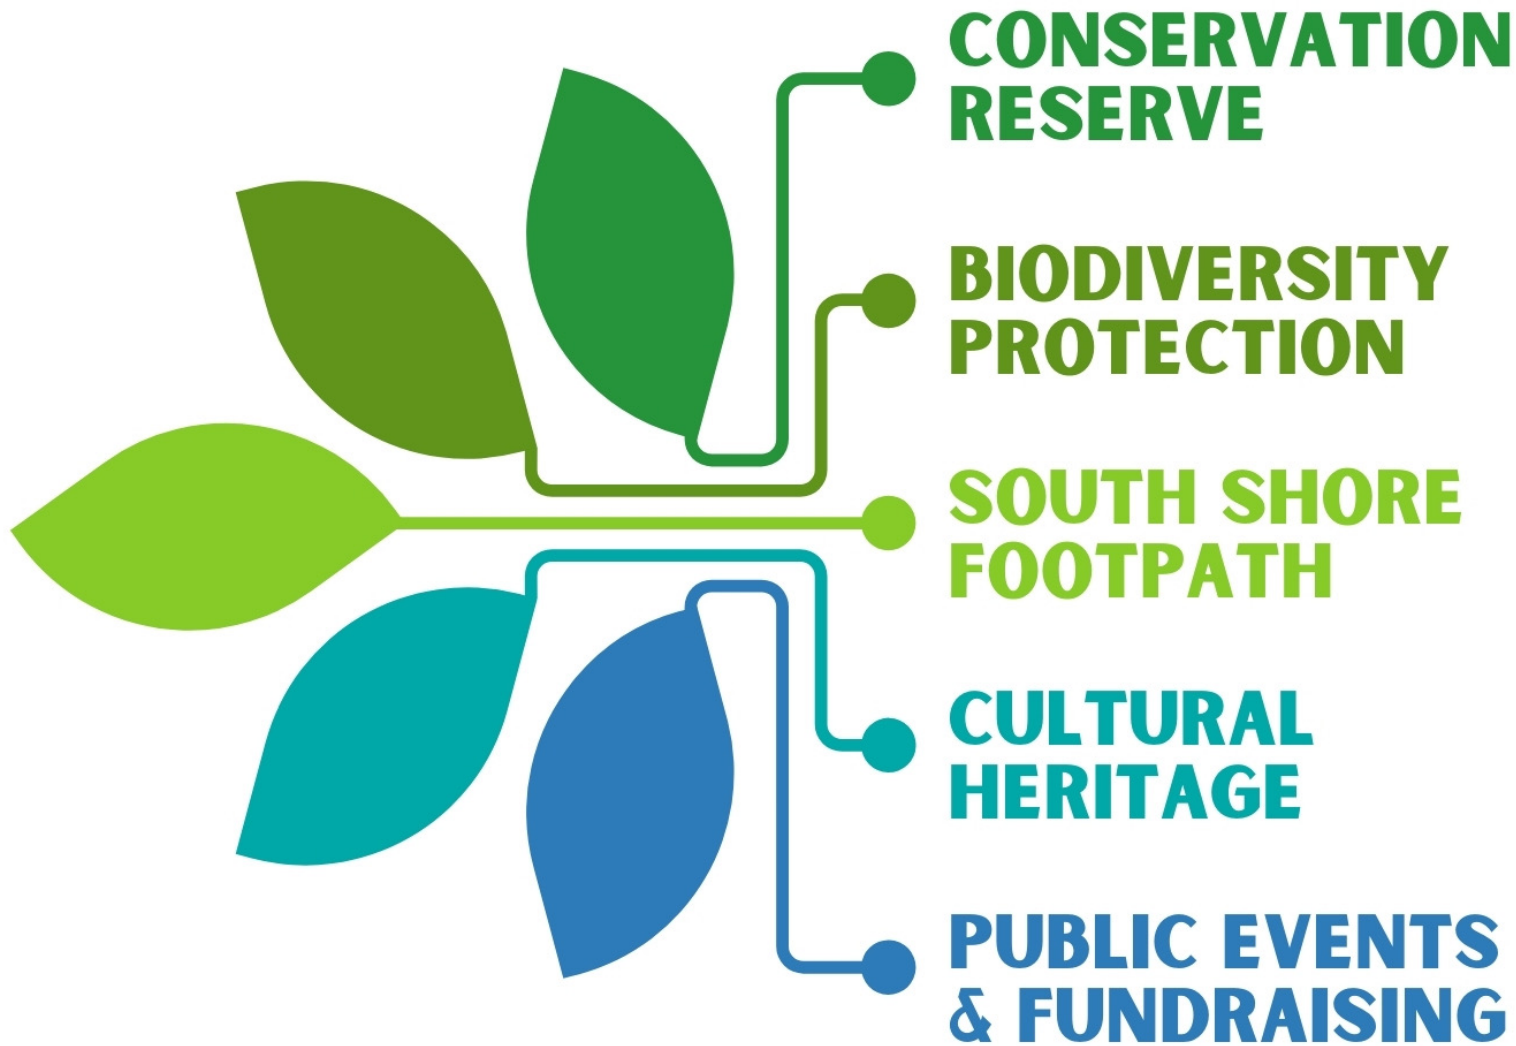 CONSERVATION
RESERVE
BIODIVERSITY
PROTECTION
SOUTH SHORE
FOOTPATH
CULTURAL
HERITAGE
PUBLIC EVENTS
& FUNDRAISING